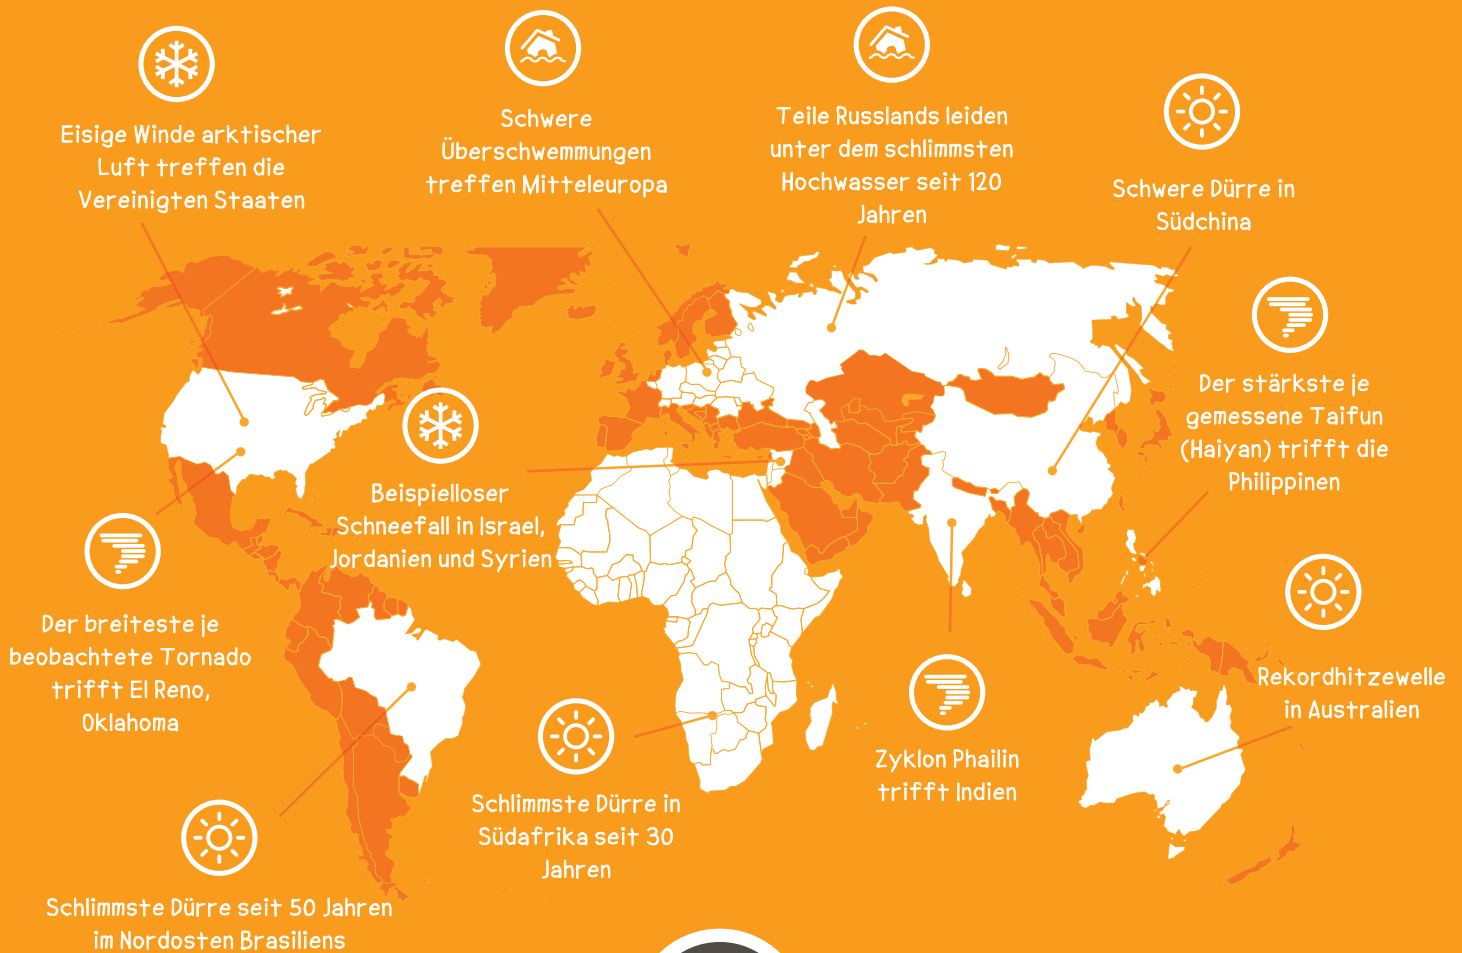 Eisige Winde arktischer
Luft treffen die
Vereinigten Staaten
Schwere
Überschwemmungen
treffen Mitteleuropa
Teile Russlands leiden
unter dem schlimmsten
Hochwasser seit 120
Jahren
Schwere Dürre in
Südchina
Der stärkste je
gemessene Taifun
(Haiyan) trifft die
Philippinen
Beispielloser
Schneefall in Israel,
Jordanien und Syrien
Der breiteste je
beobachtete Tornado
trifft El Reno,
Oklahoma
Rekordhitzewelle
in Australien
Zyklon Phailin
trifft Indien
Schlimmste Dürre in
Südafrika seit 30
Jahren
Schlimmste Dürre seit 50 Jahren
im Nordosten Brasiliens